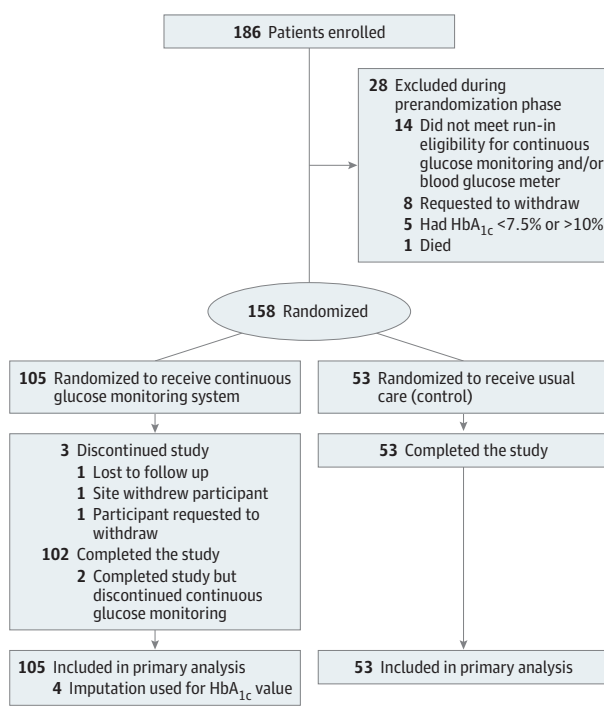 186 Patients enrolled
28 Excluded during
prerandomization phase
14 Did not meet run-in
eligibility for continuous
glucose monitoring and/or
blood glucose meter
8 Requested to withdraw
5 Had HbA1c <7.5% or >10%
1 Died
158 Randomized
105 Randomized to receive continuous
glucose monitoring system
53 Randomized to receive usual
care (control)
3 Discontinued study
1 Lost to follow up
1 Site withdrew participant
1 Participant requested to
withdraw
102 Completed the study
2 Completed study but
discontinued continuous
glucose monitoring
53 Completed the study
105 Included in primary analysis
4 Imputation used for HbA1c value
53 Included in primary analysis